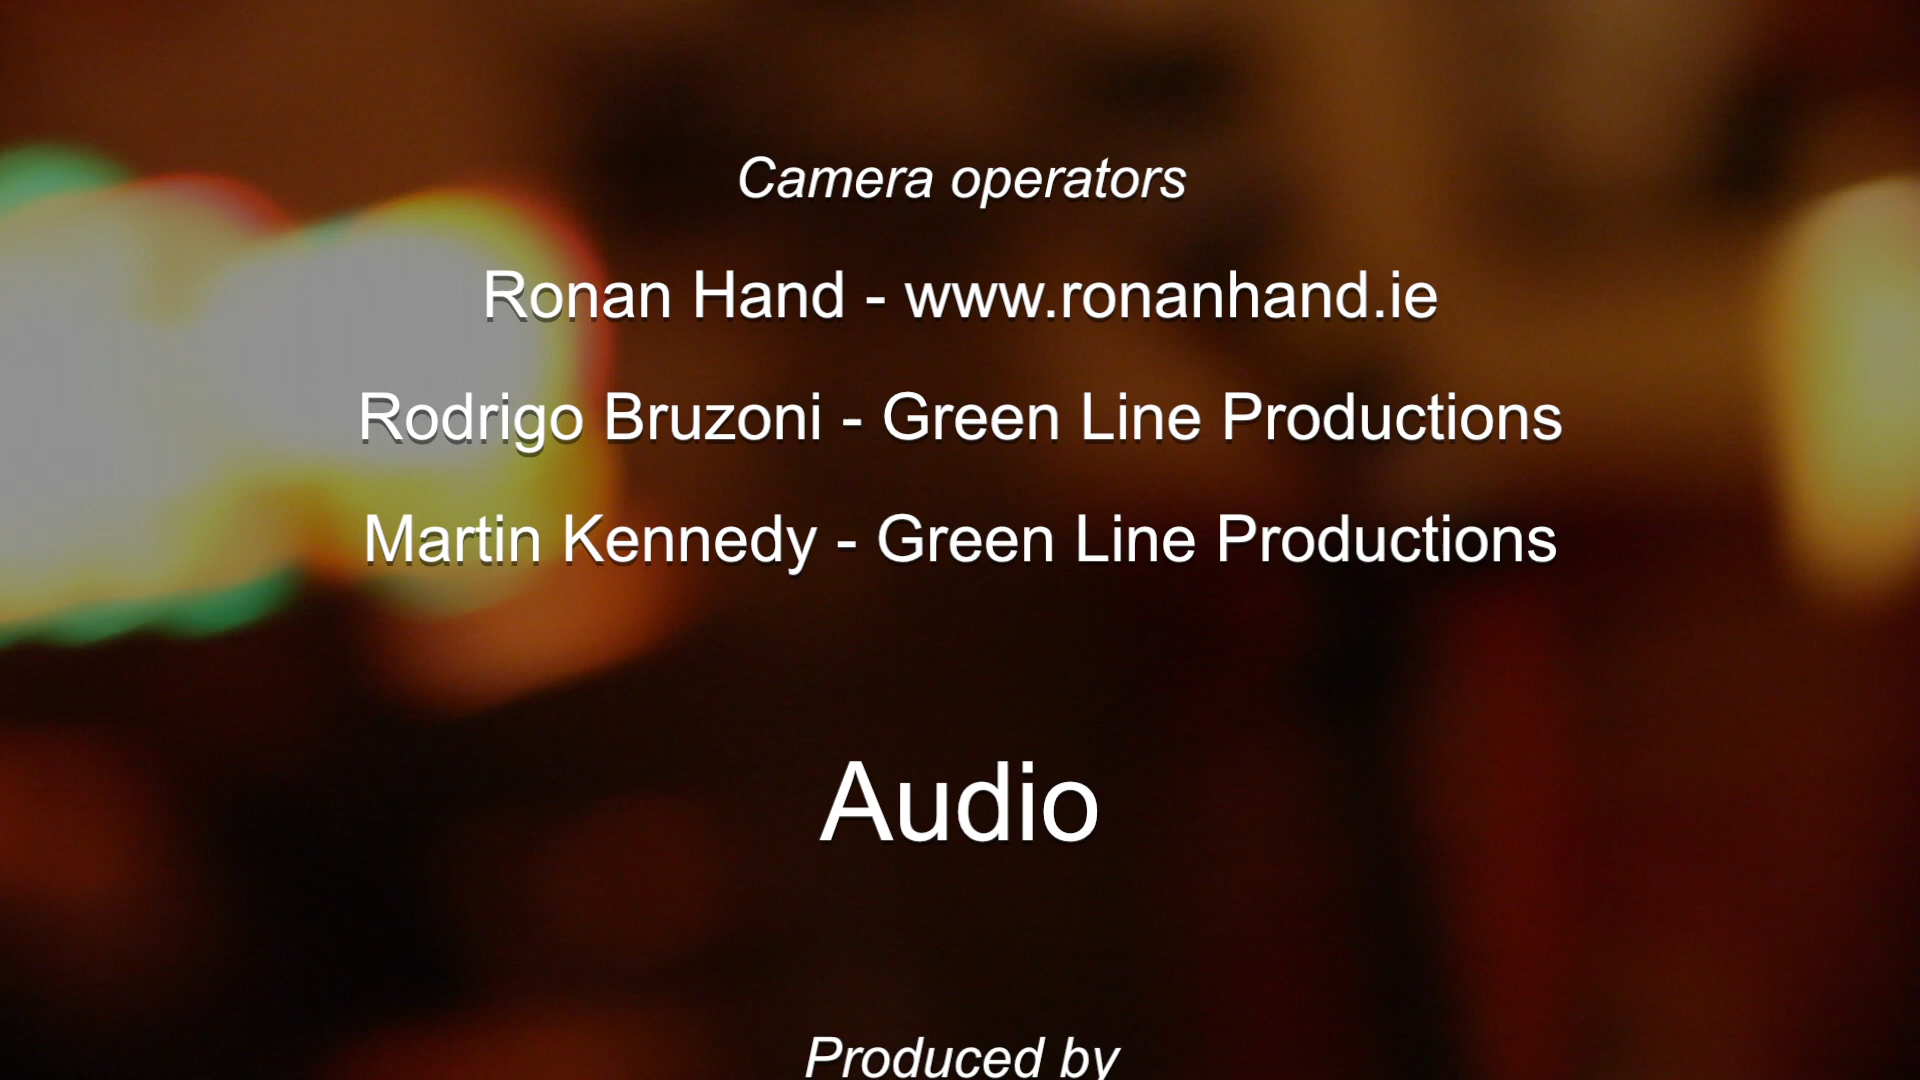 Camera operators
Ronan Hand - www.ronanhand.ie
Rodrigo Bruzoni - Green Line Productions
Martin Kennedy - Green Line Productions
Audio
Produced by